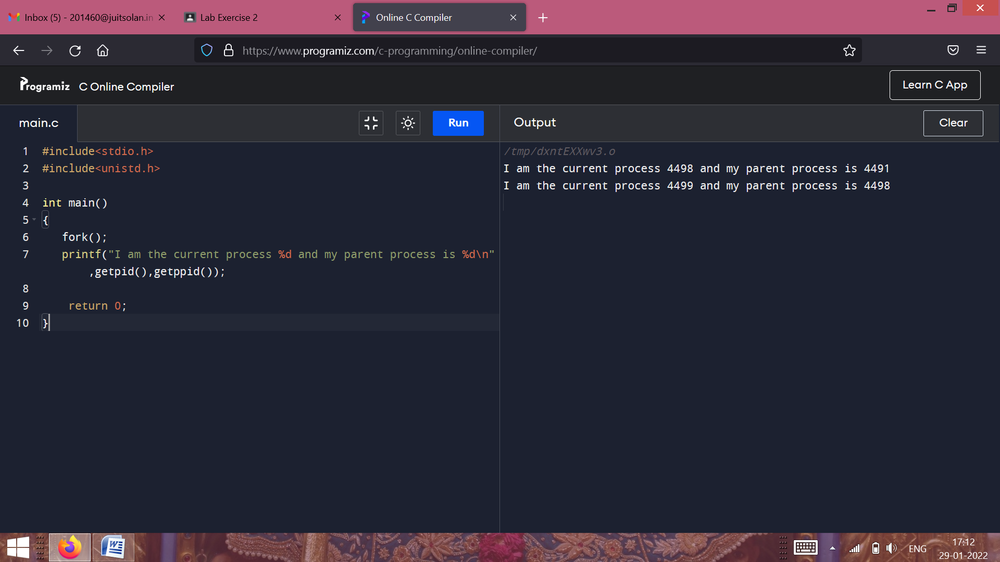 Inbox (5) - 201460@juitsolan.in
Lab Exercise 2
Online C Compiler
https://www.programiz.com/c-programming/online-compiler/
Programiz C Online Compiler
Learn C App
main.c
Run
Output
Clear
1 #include<stdio.h>
2 #include<unistd.h>
3
4 int main()
5 {
6 fork();
7 printf("I am the current process %d and my parent process is %d\n"
,getpid(),getppid());
8
9 return 0;
10 }
/tmp/dxntEXXwv3.o
I am the current process 4498 and my parent process is 4491
I am the current process 4499 and my parent process is 4498
ENG
17:12
29-01-2022